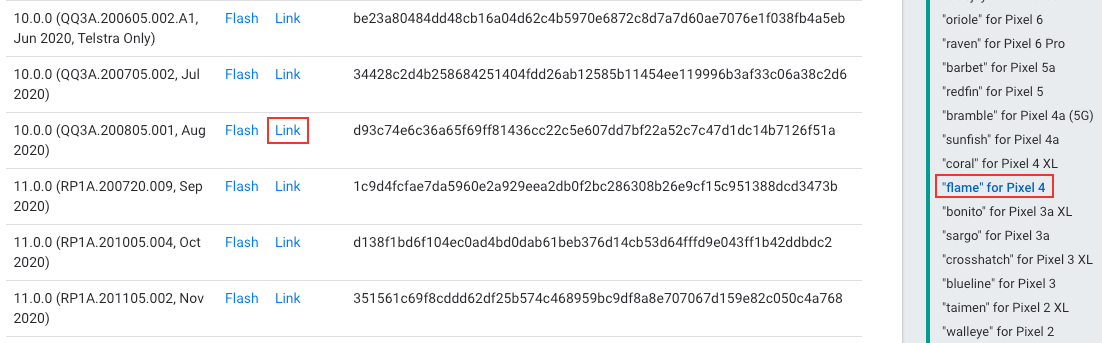 10.0.0 (QQ3A.200605.002.A1, Flash Link be23a80484dd48cb16a04d62c4b5970e6872c8d7a7d60ae7076e1f038fb4a5eb
Jun 2020, Telstra Only)
10.0.0 (QQ3A.200705.002, Jul Flash Link 34428c2d4b258684251404fdd26ab12585b11454ee119996b3af33c06a38c2d6
2020)
10.0.0 (QQ3A.200805.001, Aug Flash Link d93c74e6c36a65f69ff81436cc22c5e607dd7bf22a52c7c47d1dc14b7126f51a
2020)
11.0.0 (RP1A.200720.009, Sep Flash Link 1c9d4fcfae7da5960e2a929eea2db0f2bc286308b26e9cf15c951388dcd3473b
2020)
11.0.0 (RP1A.201005.004, Oct Flash Link d138f1bd6f104ec0ad4bd0dab61beb376d14cb53d64fffd9e043ff1b42ddbdc2
2020)
11.0.0 (RP1A.201105.002, Nov Flash Link 351561c69f8cddd62df25b574c468959bc9df8a8e707067d159e82c050c4a768
2020)
"oriole" for Pixel 6
"raven" for Pixel 6 Pro
"barbet" for Pixel 5a
"redfin" for Pixel 5
"bramble" for Pixel 4a (5G)
"sunfish" for Pixel 4a
"coral" for Pixel 4 XL
"flame" for Pixel 4
"bonito" for Pixel 3a XL
"sargo" for Pixel 3a
"crosshatch" for Pixel 3 XL
"blueline" for Pixel 3
"taimen" for Pixel 2 XL
"walleye" for Pixel 2